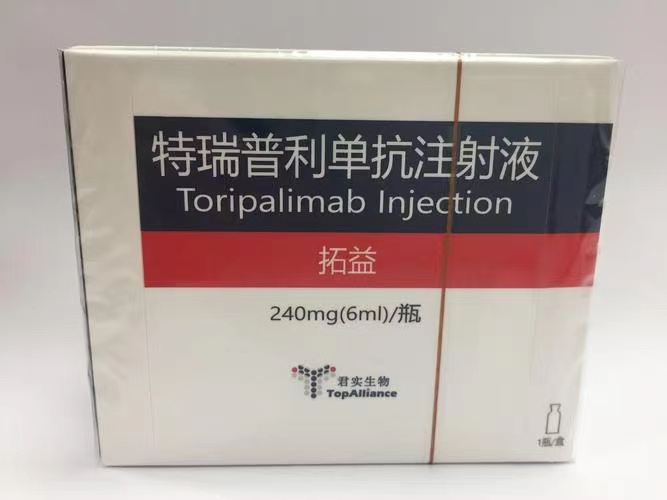 特瑞普利单抗注射液
Toripalimab Injection
拓益
240mg(6ml)/瓶
君实生物
TopAlliance
1瓶/盒